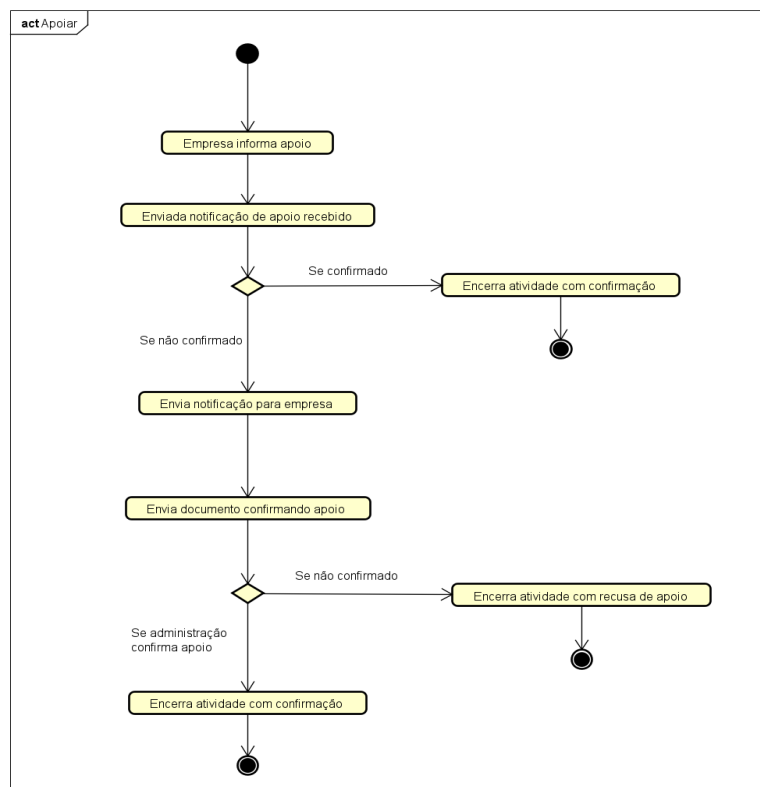 act Apoiar
Empresa informa apoio
Enviada notificação de apoio recebido
Se confirmado
Encerra atividade com confirmação
Se não confirmado
Envia notificação para empresa
Envia documento confirmando apoio
Se não confirmado
Encerra atividade com recusa de apoio
Se administração
confirma apoio
Encerra atividade com confirmação